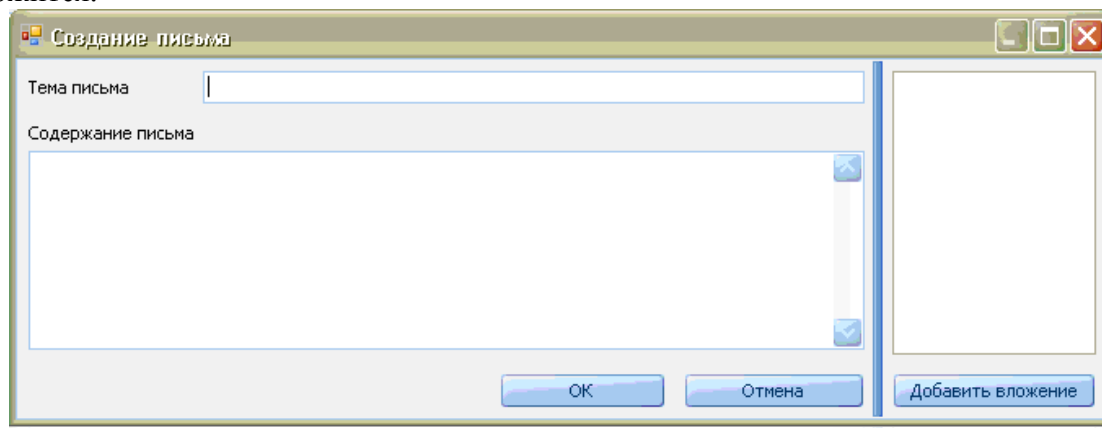 Создание письма
Тема письма
Содержание письма
ОК
Отмена
Добавить вложение